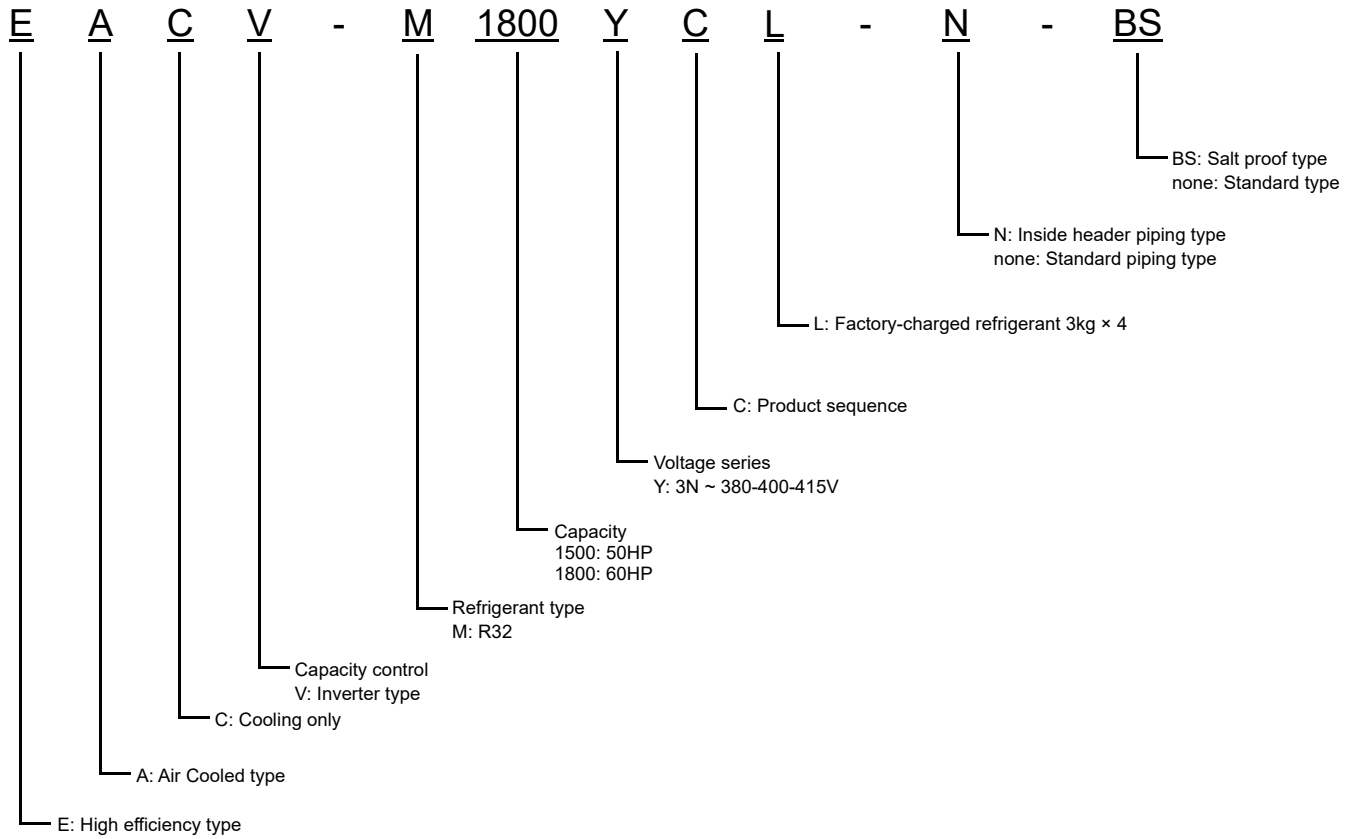 E A C V - M 1800 Y C L - N - BS
BS: Salt proof type
none: Standard type
N: Inside header piping type
none: Standard piping type
L: Factory-charged refrigerant 3kg × 4
C: Product sequence
Voltage series
Y: 3N ~ 380-400-415V
Capacity
1500: 50HP
1800: 60HP
Refrigerant type
M: R32
Capacity control
V: Inverter type
C: Cooling only
A: Air Cooled type
E: High efficiency type